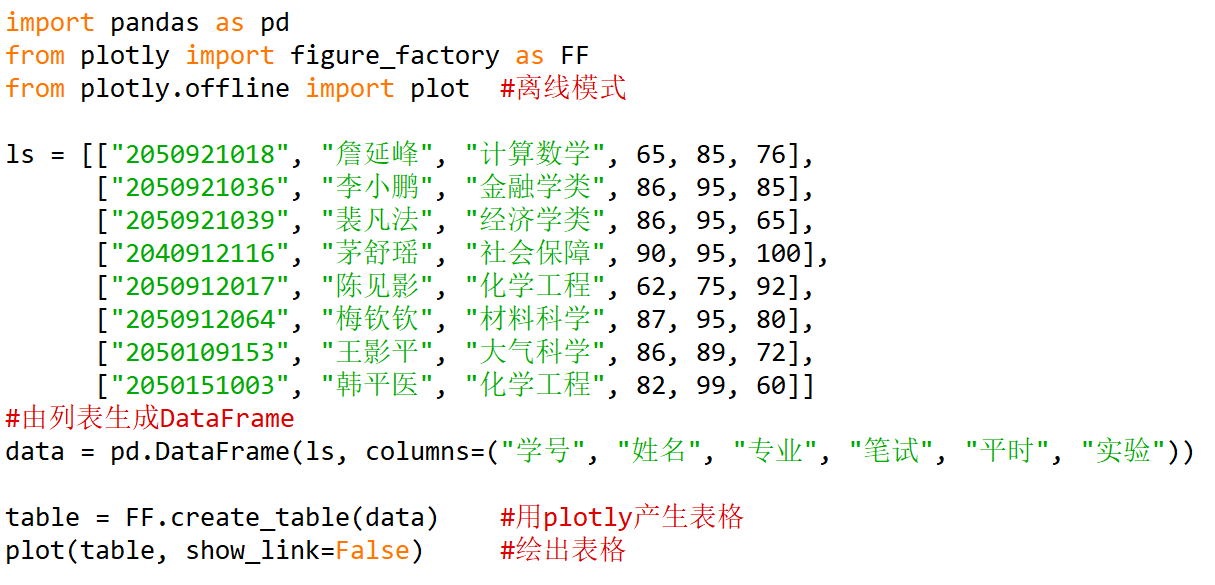 import pandas as pd
from plotly import figure_factory as FF
from plotly.offline import plot  #离线模式
ls = [["2050921018", "詹延峰", "计算数学", 65, 85, 76],
      ["2050921036", "李小鹏", "金融学类", 86, 95, 85],
      ["2050921039", "裴凡法", "经济学类", 86, 95, 65],
      ["2040912116", "茅舒瑶", "社会保障", 90, 95, 100],
      ["2050912017", "陈见影", "化学工程", 62, 75, 92],
      ["2050912064", "梅钦钦", "材料科学", 87, 95, 80],
      ["2050109153", "王影平", "大气科学", 86, 89, 72],
      ["2050151003", "韩平医", "化学工程", 82, 99, 60]]
#由列表生成DataFrame
data = pd.DataFrame(ls, columns=("学号", "姓名", "专业", "笔试", "平时", "实验"))
table = FF.create_table(data)    #用plotly产生表格
plot(table, show_link=False)     #绘出表格